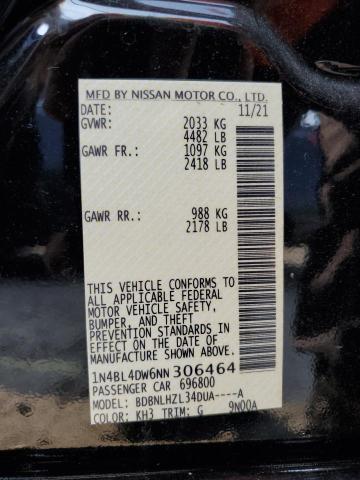 MFD BY NISSAN MOTOR CO., LTD.
DATE: 11/21
GVWR: 2033 KG
4482 LB
GAWR FR.: 1097 KG
2418 LB
GAWR RR.: 988 KG
2178 LB
THIS VEHICLE CONFORMS TO
ALL APPLICABLE FEDERAL
MOTOR VEHICLE SAFETY,
BUMPER, AND THEFT
PREVENTION STANDARDS IN
EFFECT ON THE DATE OF
MANUFACTURE SHOWN ABOVE.
1N4BL4DW6NN306464
PASSENGER CAR 696800
MODEL: BDBNLHZL34DUA----A
COLOR: KH3 TRIM: G 9N00A